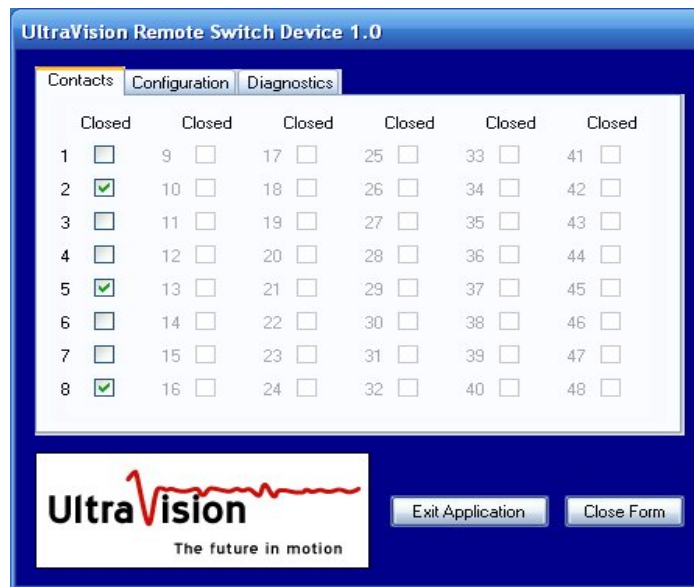 UltraVision Remote Switch Device 1.0
Contacts Configuration Diagnostics
Closed Closed Closed Closed Closed Closed
1 9 17 25 33 41
2 10 18 26 34 42
3 11 19 27 35 43
4 12 20 28 36 44
5 13 21 29 37 45
6 14 22 30 38 46
7 15 23 31 39 47
8 16 24 32 40 48
UltraVision
The future in motion
Exit Application Close Form